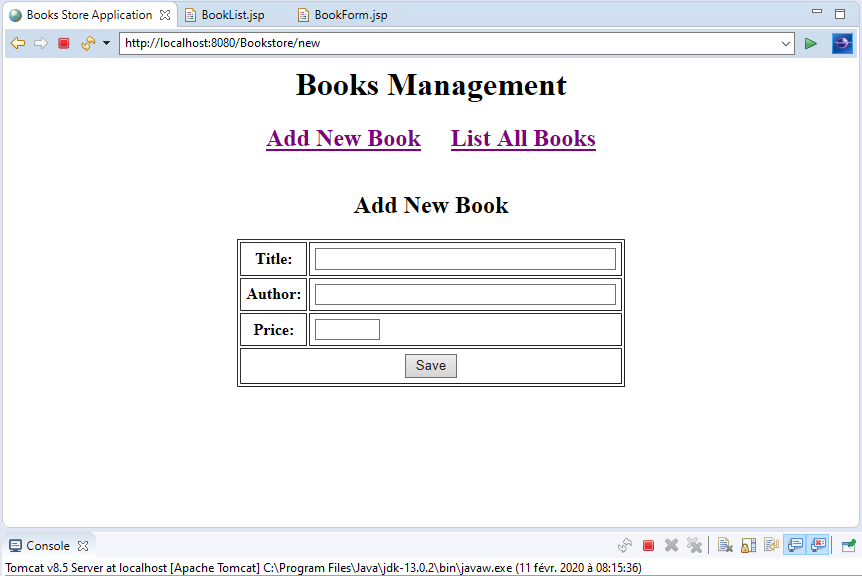 Books Store Application BookList.jsp BookForm.jsp
http://localhost:8080/Bookstore/new
Books Management
Add New Book List All Books
Add New Book
Title:
Author:
Price:
Save
Console
Tomcat v8.5 Server at localhost [Apache Tomcat] C:\Program Files\Java\jdk-13.0.2\bin\javaw.exe (11 févr. 2020 à 08:15:36)